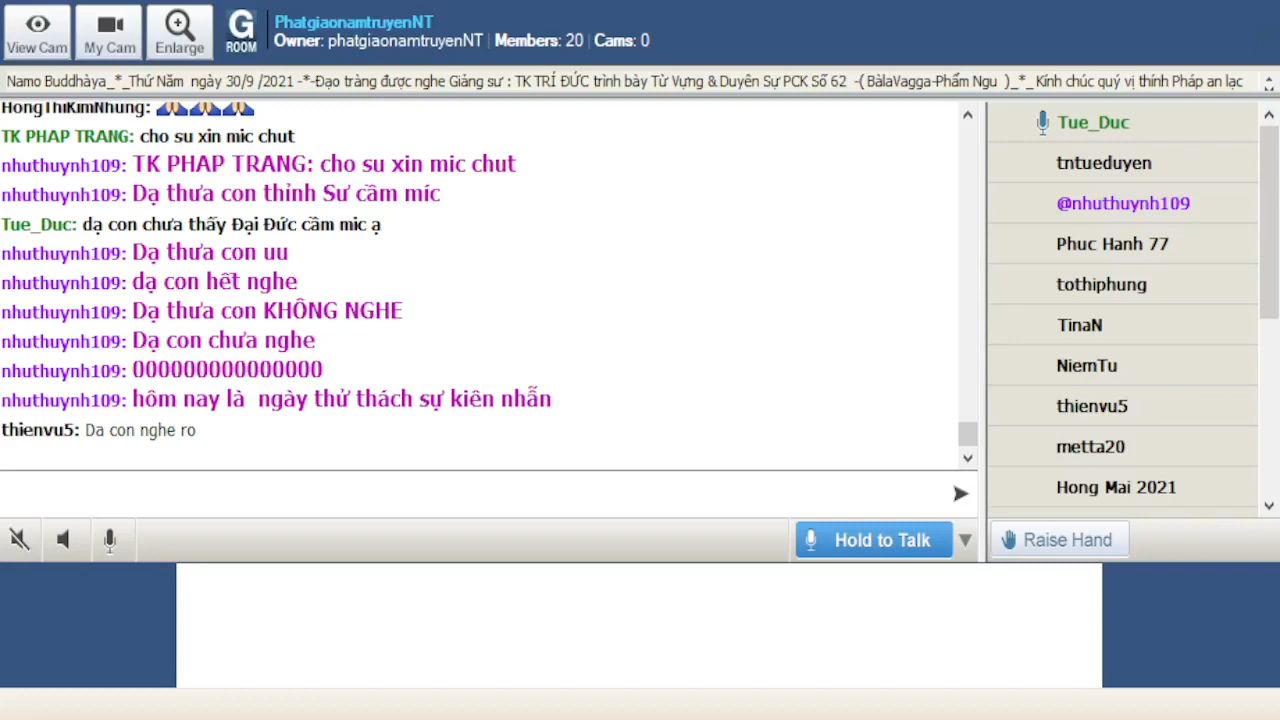 View Cam
My Cam
Enlarge
G
ROOM
PhatgiaonamtruyenNT
Owner: phatgiaonamtruyenNT | Members: 20 | Cams: 0
Namo Buddhàya_*_Thứ Năm ngày 30/9 /2021 -*-Đạo tràng được nghe Giảng sư : TK TRÍ ĐỨC trình bày Từ Vựng & Duyên Sự PCK Số 62 -( BàlaVagga-Phẩm Ngu )_*_ Kính chúc quý vị thính Pháp an lạc
HongThiKimNhung:
TK PHAP TRANG: cho su xin mic chut
nhuthuynh109: TK PHAP TRANG: cho su xin mic chut
nhuthuynh109: Dạ thưa con thỉnh Sư cầm míc
Tue_Duc: dạ con chưa thấy Đại Đức cầm mic ạ
nhuthuynh109: Dạ thưa con uu
nhuthuynh109: dạ con hết nghe
nhuthuynh109: Dạ thưa con KHÔNG NGHE
nhuthuynh109: Dạ con chưa nghe
nhuthuynh109: 000000000000000
nhuthuynh109: hôm nay là  ngày thử thách sự kiên nhẫn
thienvu5: Da con nghe ro
Tue_Duc
tntueduyen
@nhuthuynh109
Phuc Hanh 77
tothiphung
TinaN
NiemTu
thienvu5
metta20
Hong Mai 2021
Hold to Talk
Raise Hand